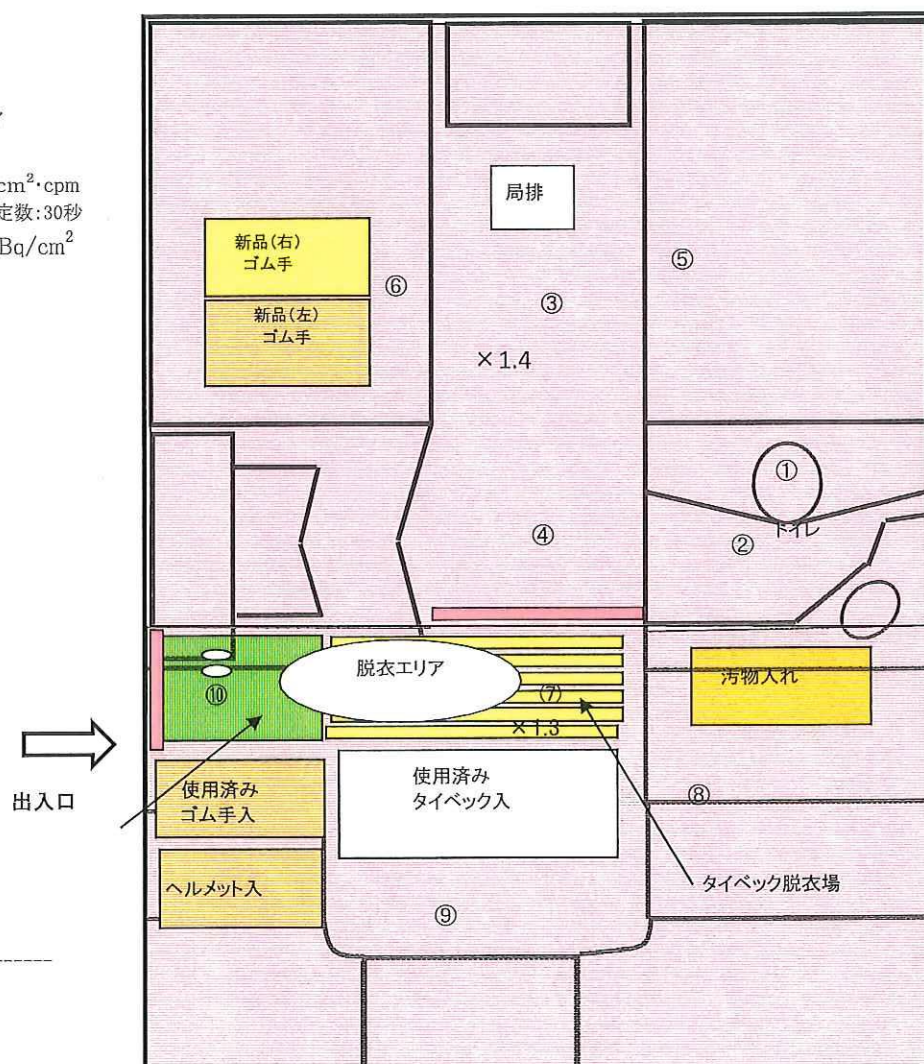 cm²·cpm
定数:30秒
Bq/cm²
局排
新品(右)
ゴム手
⑥
⑤
③
新品(左)
ゴム手
×1.4
①
④
②
トイレ
脱衣エリア
汚物入れ
⑩
⑦
×1.3
出入口
使用済み
ゴム手入
使用済み
タイベック入
⑧
ヘルメット入
タイベック脱衣場
⑨